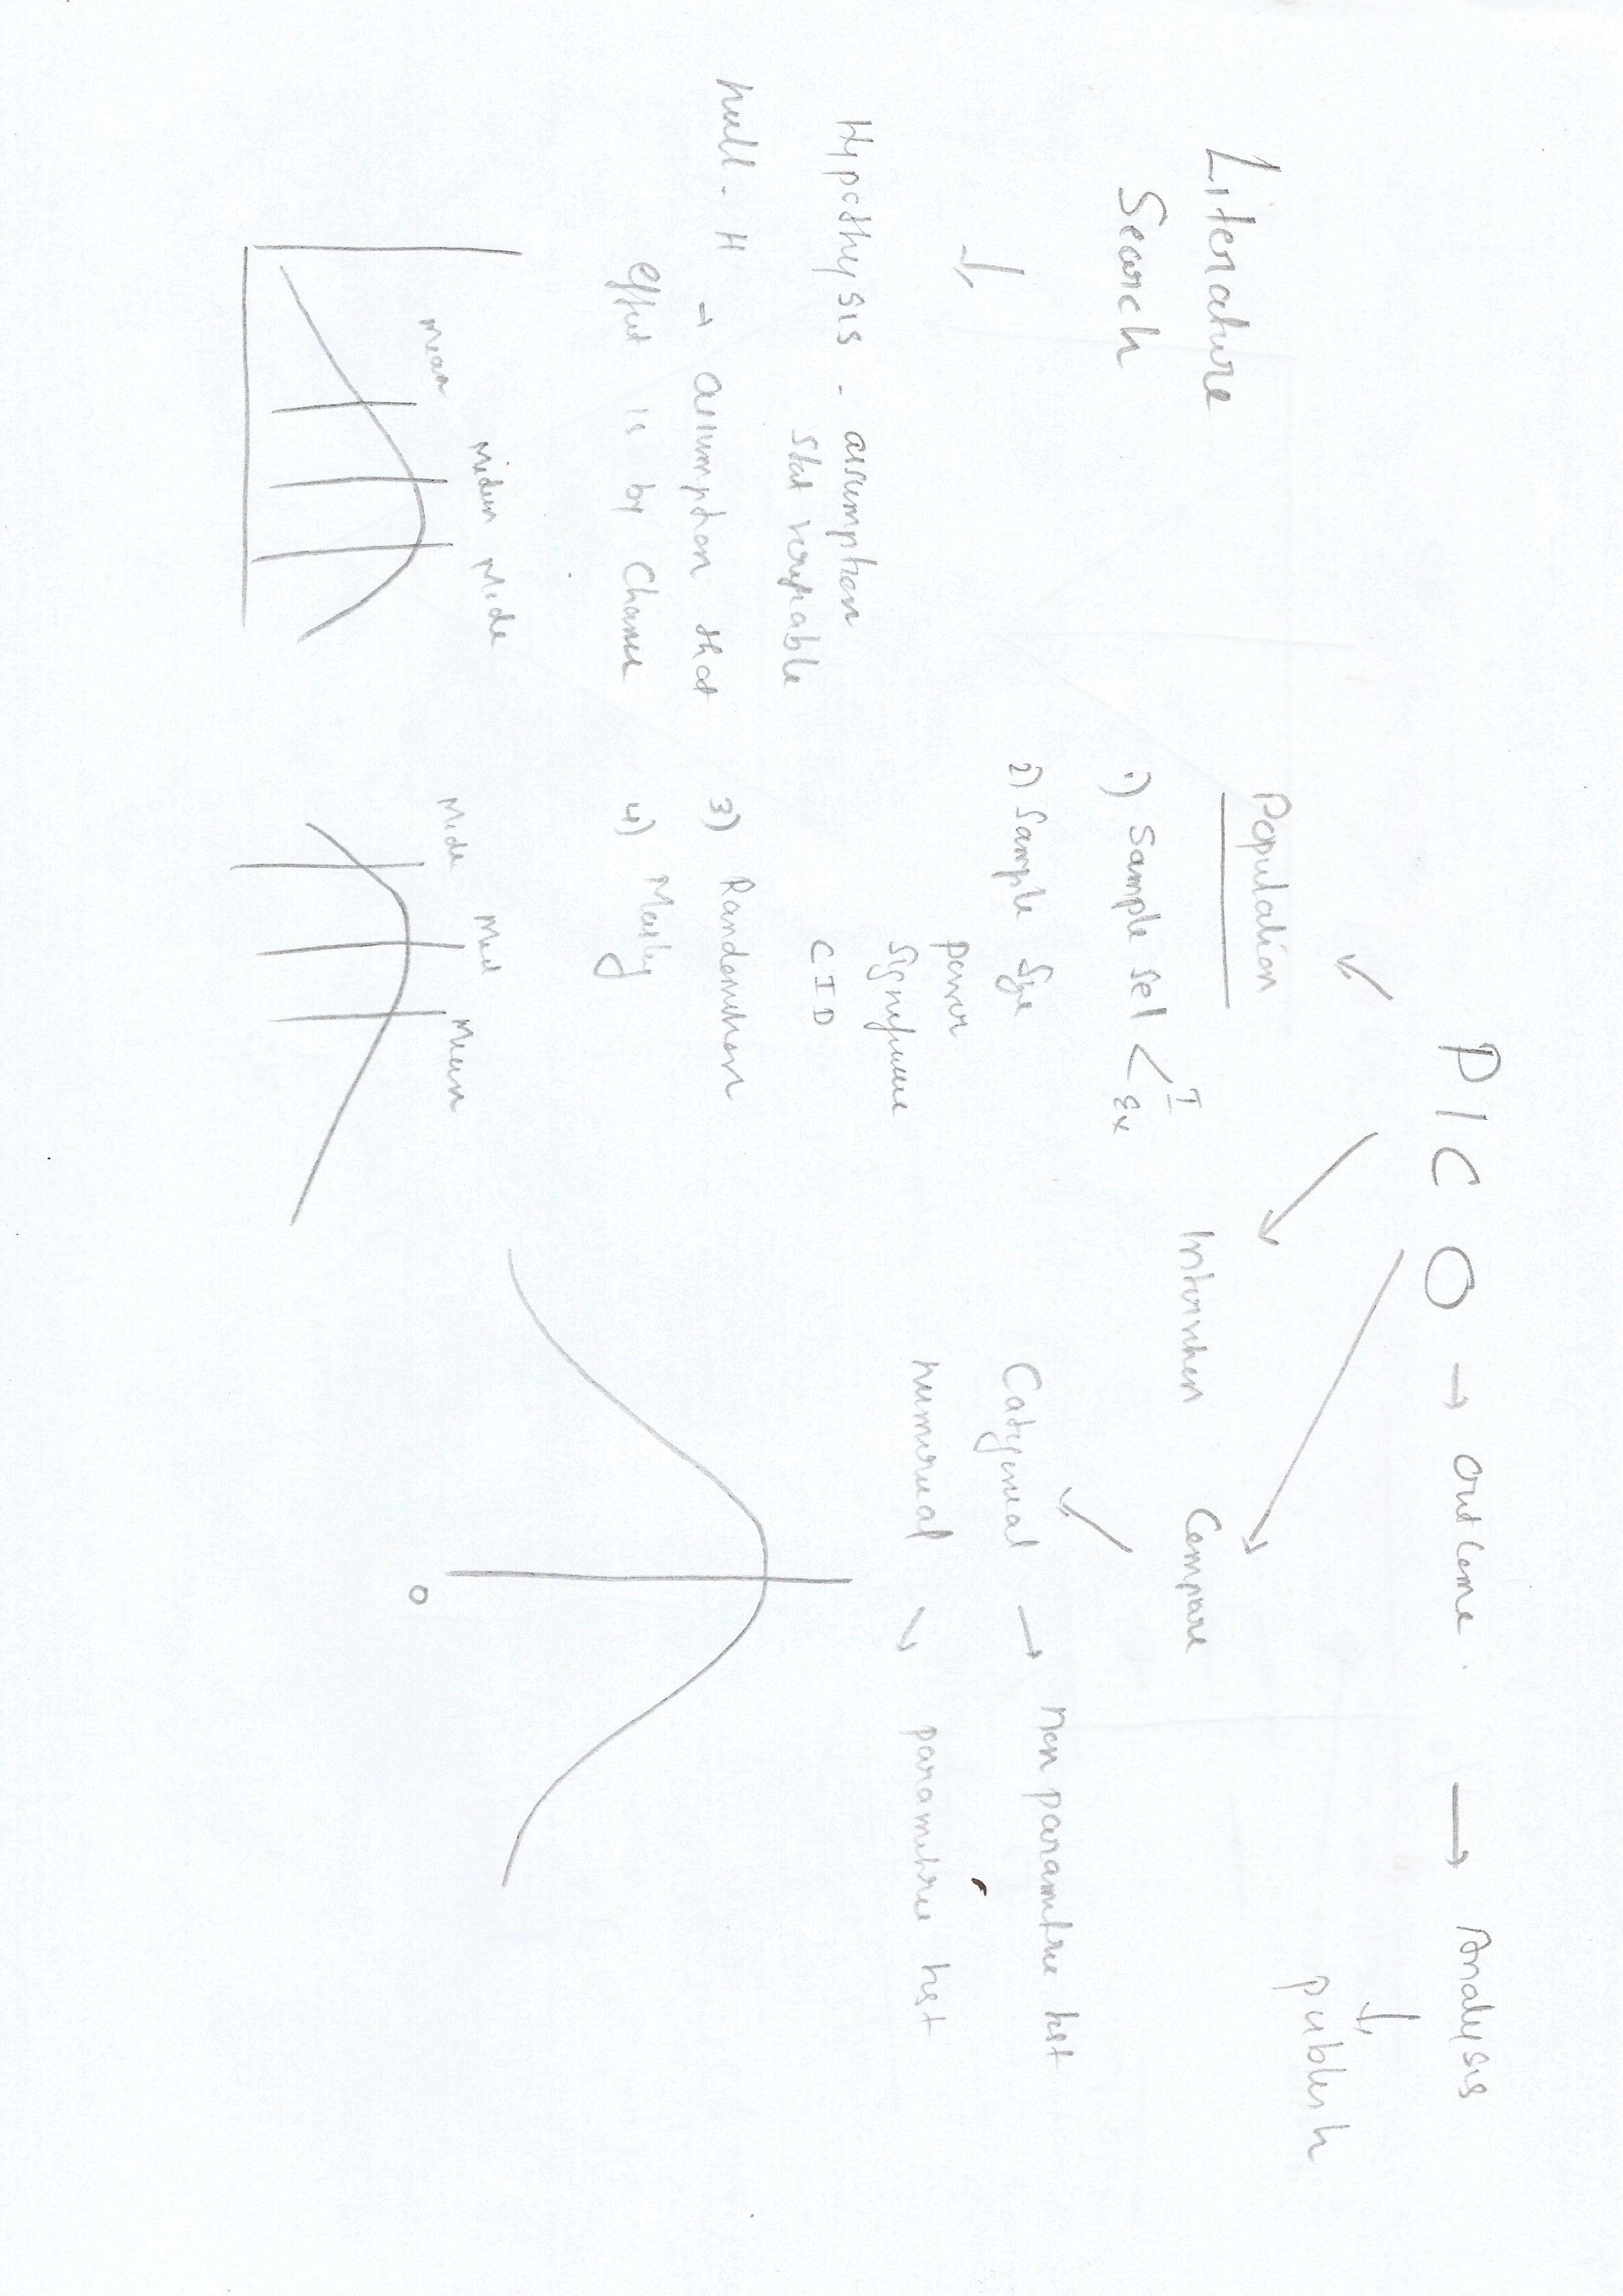 PICO → Outcome → Analysis
↓
publish
Population
Intervention
Compare
Literature
Search
1) Sample Sel < I
Ex
2) Sample Size
power
Significance
CID
3) Randomization
4) Masking
Categorical → non parametric test
numerical → parametric test
Hypothysis - assumption
Stat verifiable
null - H → assumption that
effect is by Chance
mean
Median
Mode
Mode
Med
Mean
0